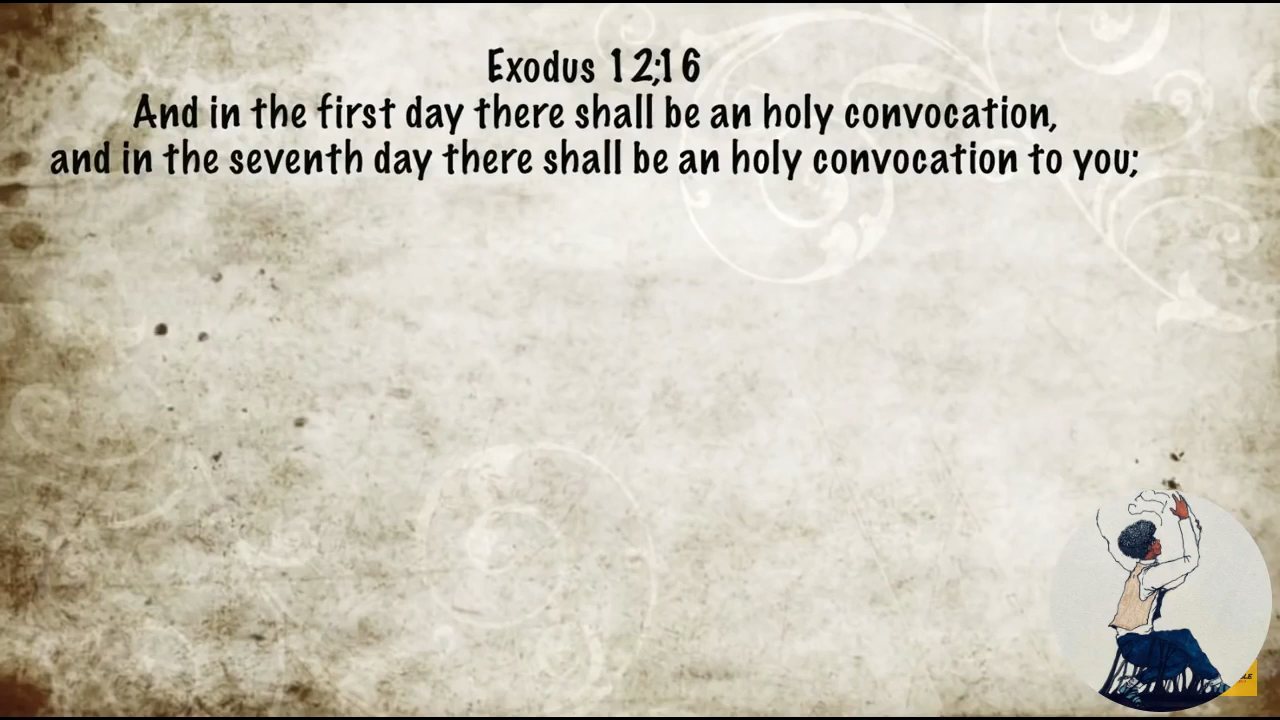 Exodus 12;16
And in the first day there shall be an holy convocation,
and in the seventh day there shall be an holy convocation to you;